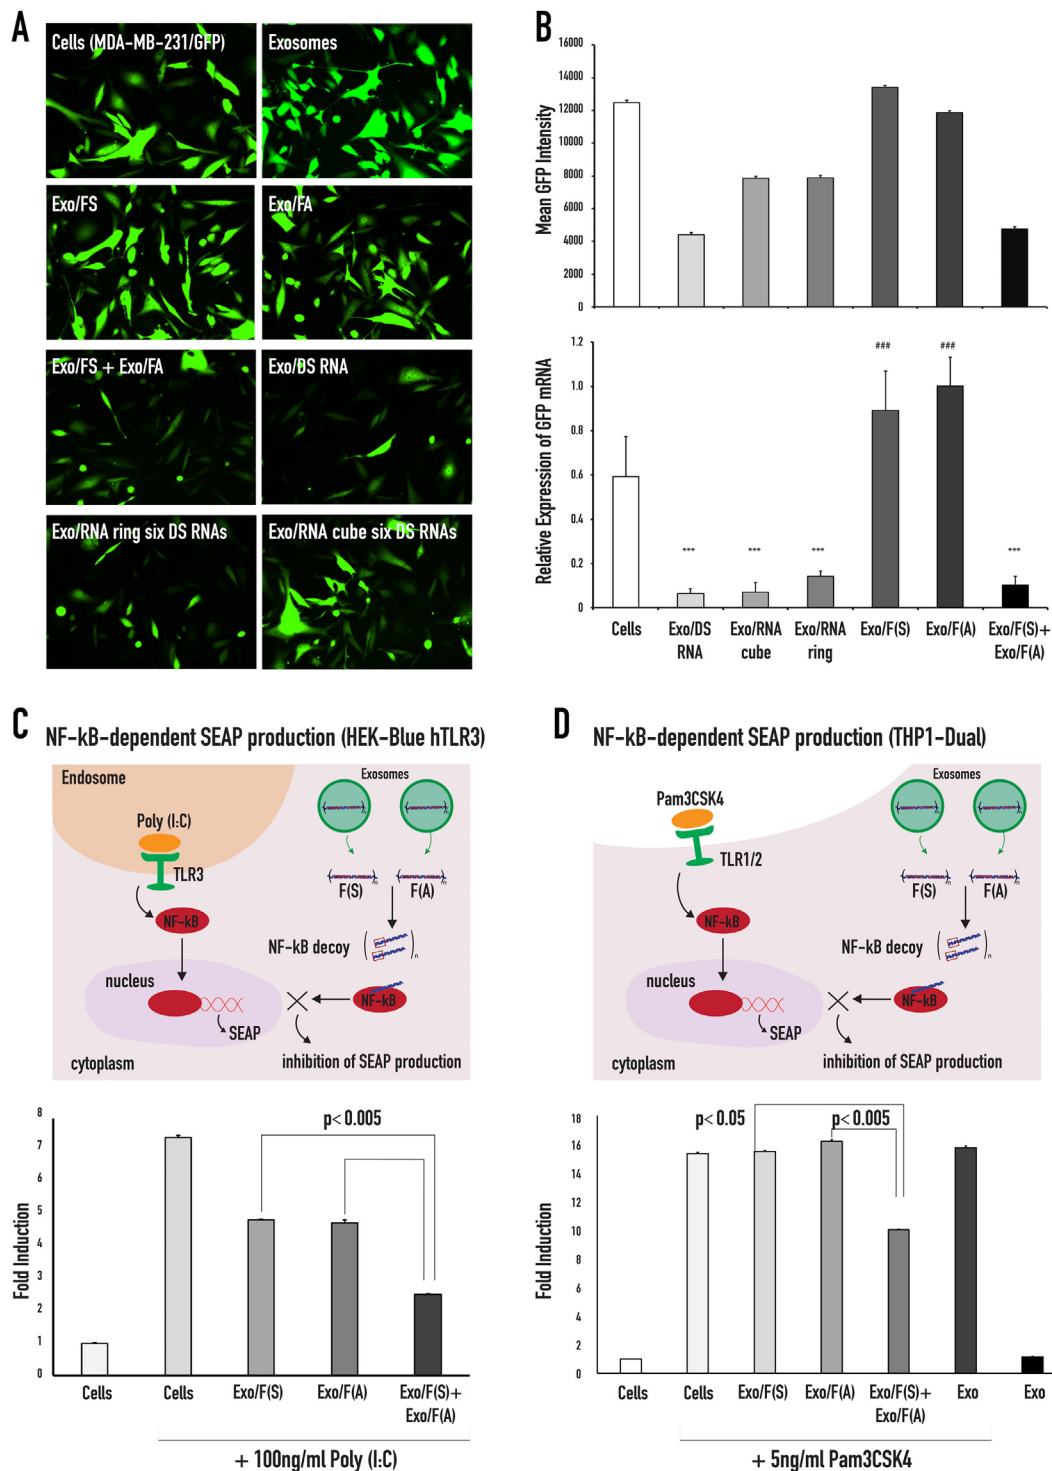 A
Cells (MDA-MB-231/GFP)
Exosomes
Exo/FS
Exo/FA
Exo/FS + Exo/FA
Exo/DS RNA
Exo/RNA ring six DS RNAs
Exo/RNA cube six DS RNAs
B
Mean GFP Intensity
16000
14000
12000
10000
8000
6000
4000
2000
0
Relative Expression of GFP mRNA
1.2
1.0
0.8
0.6
0.4
0.2
0
***
***
***
###
###
***
Cells
Exo/DS
RNA
Exo/RNA
cube
Exo/RNA
ring
Exo/F(S)
Exo/F(A)
Exo/F(S)+
Exo/F(A)
C
NF-kB-dependent SEAP production (HEK-Blue hTLR3)
Endosome
Poly (I:C)
TLR3
NF-kB
Exosomes
n
n
F(S)
F(A)
NF-kB decoy
n
nucleus
NF-kB
SEAP
cytoplasm
inhibition of SEAP production
Fold Induction
8
7
6
5
4
3
2
1
0
p< 0.005
Cells
Cells
Exo/F(S)
Exo/F(A)
Exo/F(S)+
Exo/F(A)
+ 100ng/ml Poly (I:C)
D
NF-kB-dependent SEAP production (THP1-Dual)
Pam3CSK4
TLR1/2
NF-kB
Exosomes
n
n
F(S)
F(A)
NF-kB decoy
n
nucleus
NF-kB
SEAP
cytoplasm
inhibition of SEAP production
Fold Induction
18
16
14
12
10
8
6
4
2
0
p< 0.05
p< 0.005
Cells
Cells
Exo/F(S)
Exo/F(A)
Exo/F(S)+
Exo/F(A)
Exo
Exo
+ 5ng/ml Pam3CSK4